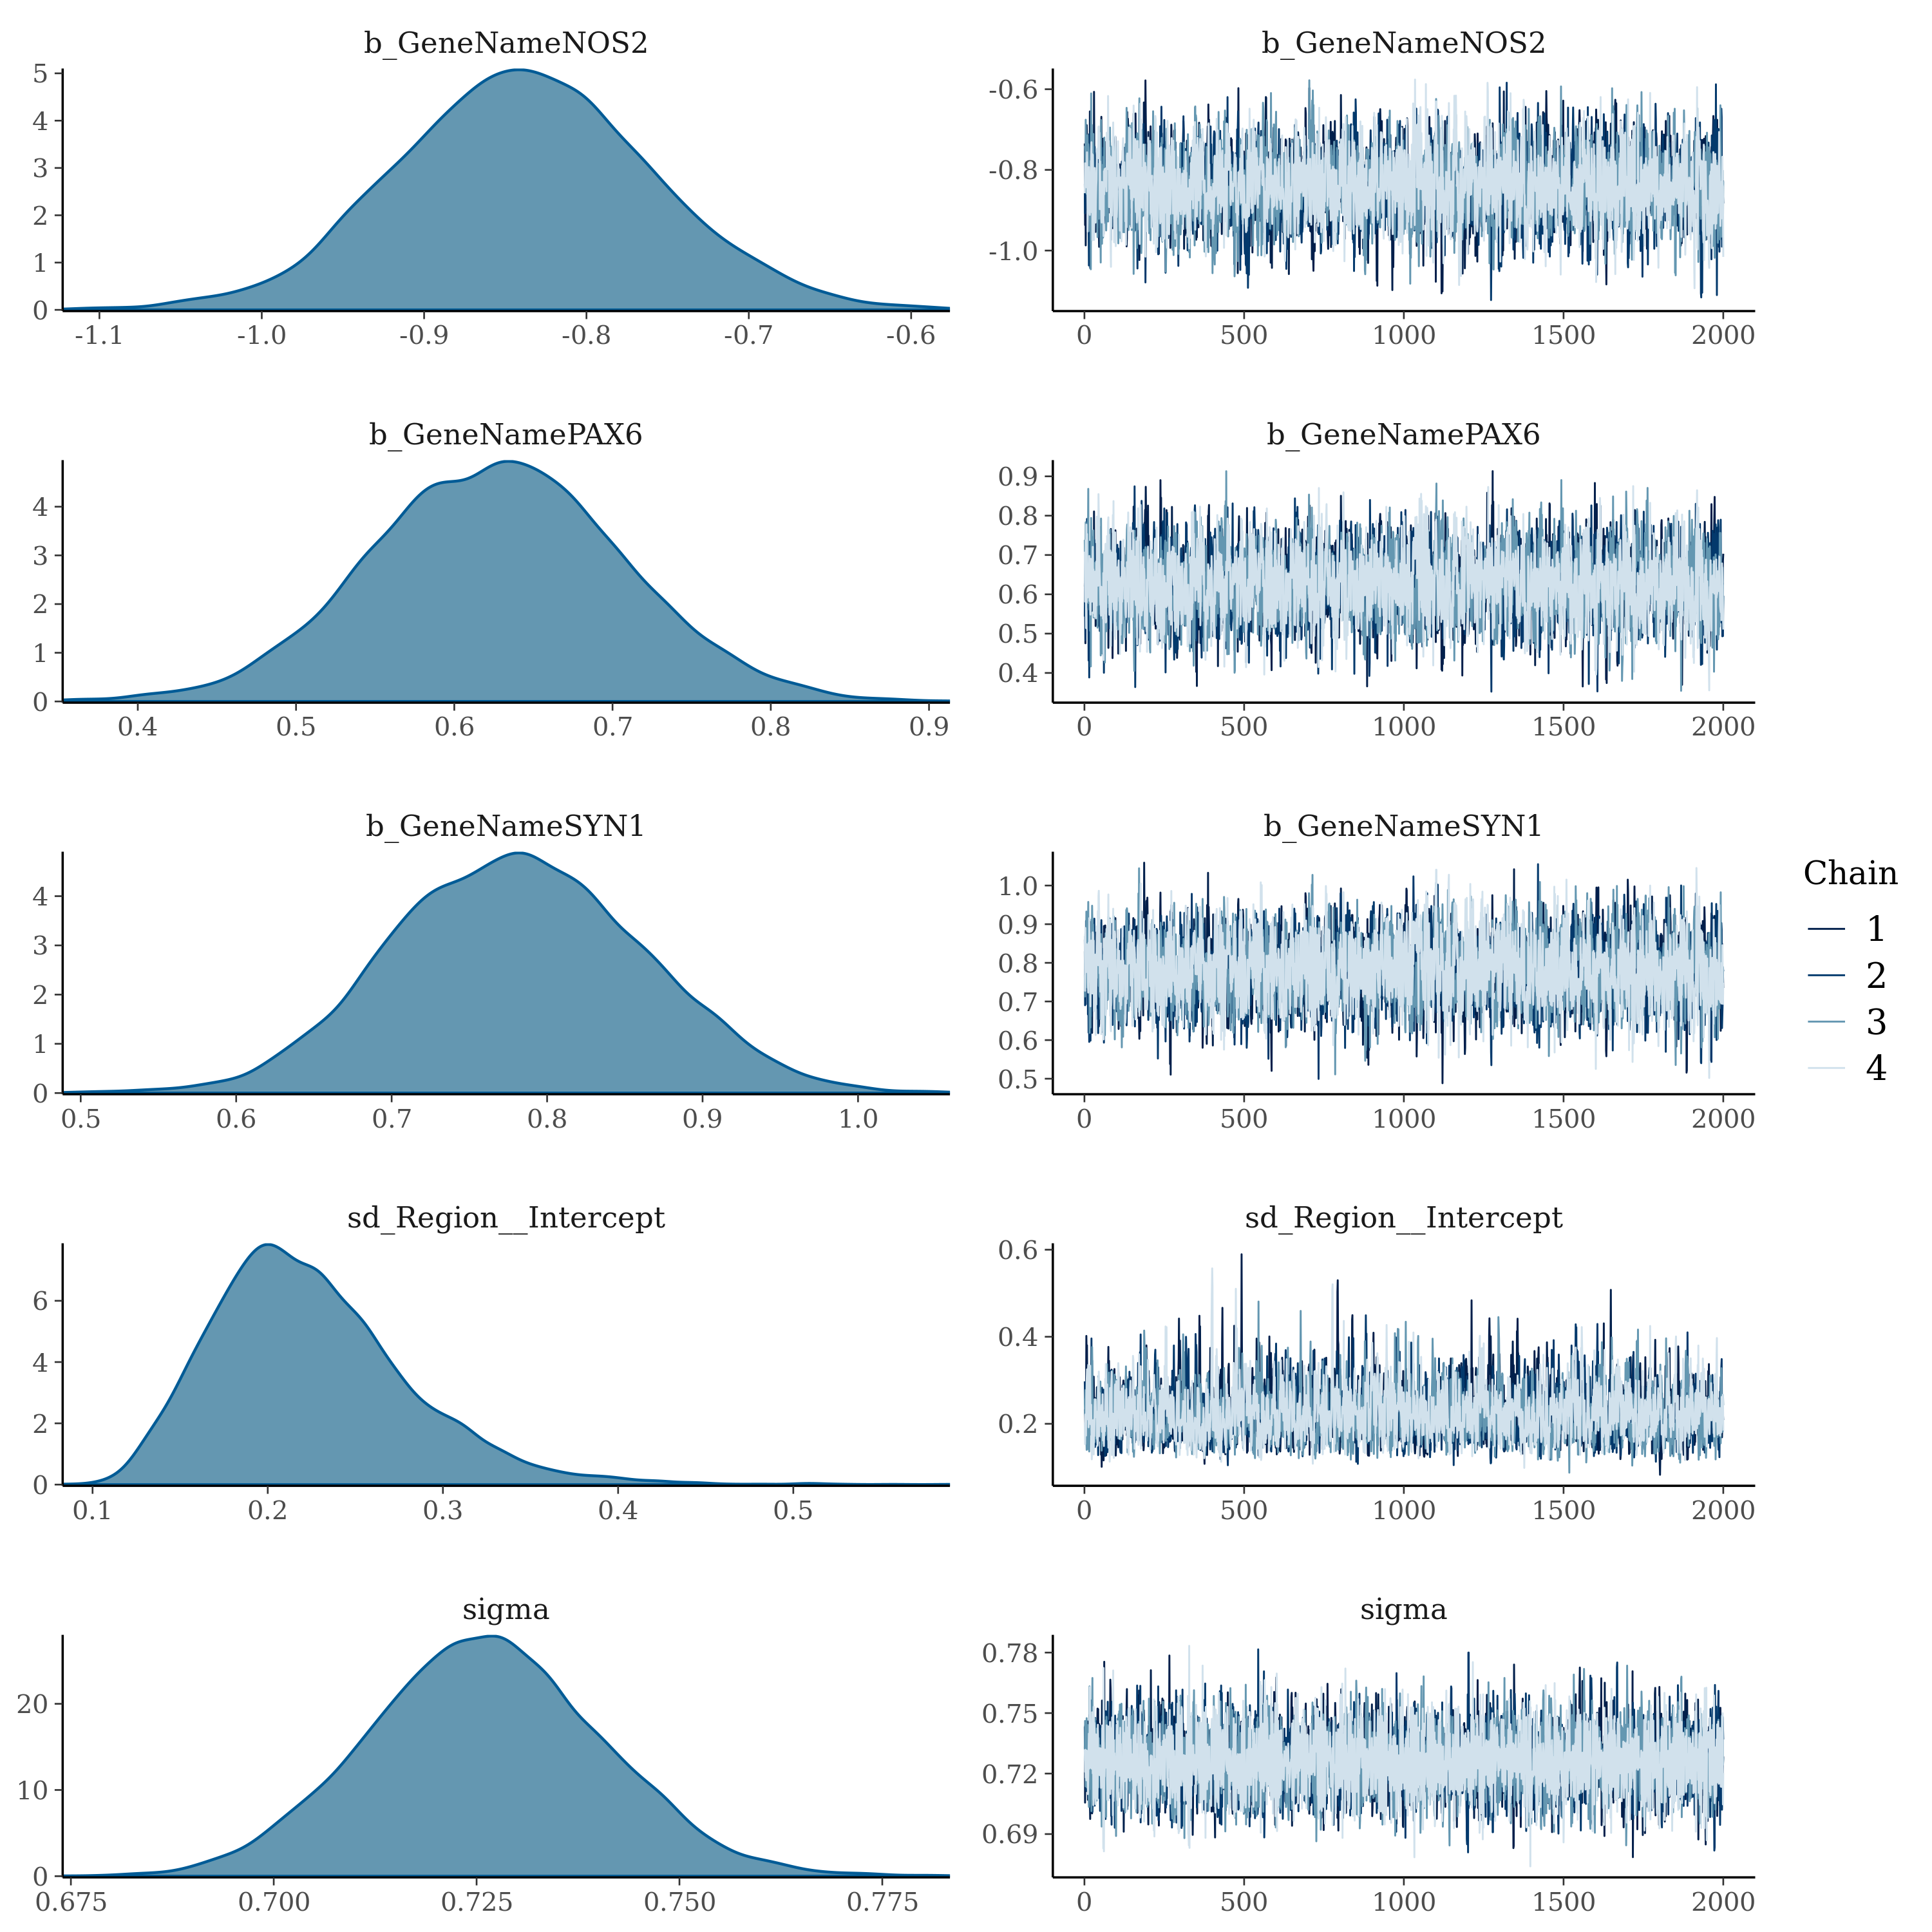 b_GeneNameNOS2
5
4
3
2
1
0
-1.1 -1.0 -0.9 -0.8 -0.7 -0.6
b_GeneNameNOS2
-0.6
-0.8
-1.0
0 500 1000 1500 2000
b_GeneNamePAX6
4
3
2
1
0
0.4 0.5 0.6 0.7 0.8 0.9
b_GeneNamePAX6
0.9
0.8
0.7
0.6
0.5
0.4
0 500 1000 1500 2000
b_GeneNameSYN1
4
3
2
1
0
0.5 0.6 0.7 0.8 0.9 1.0
b_GeneNameSYN1
1.0
0.9
0.8
0.7
0.6
0.5
0 500 1000 1500 2000
Chain
1
2
3
4
sd_Region__Intercept
6
4
2
0
0.1 0.2 0.3 0.4 0.5
sd_Region__Intercept
0.6
0.4
0.2
0 500 1000 1500 2000
sigma
20
10
0
0.675 0.700 0.725 0.750 0.775
sigma
0.78
0.75
0.72
0.69
0 500 1000 1500 2000